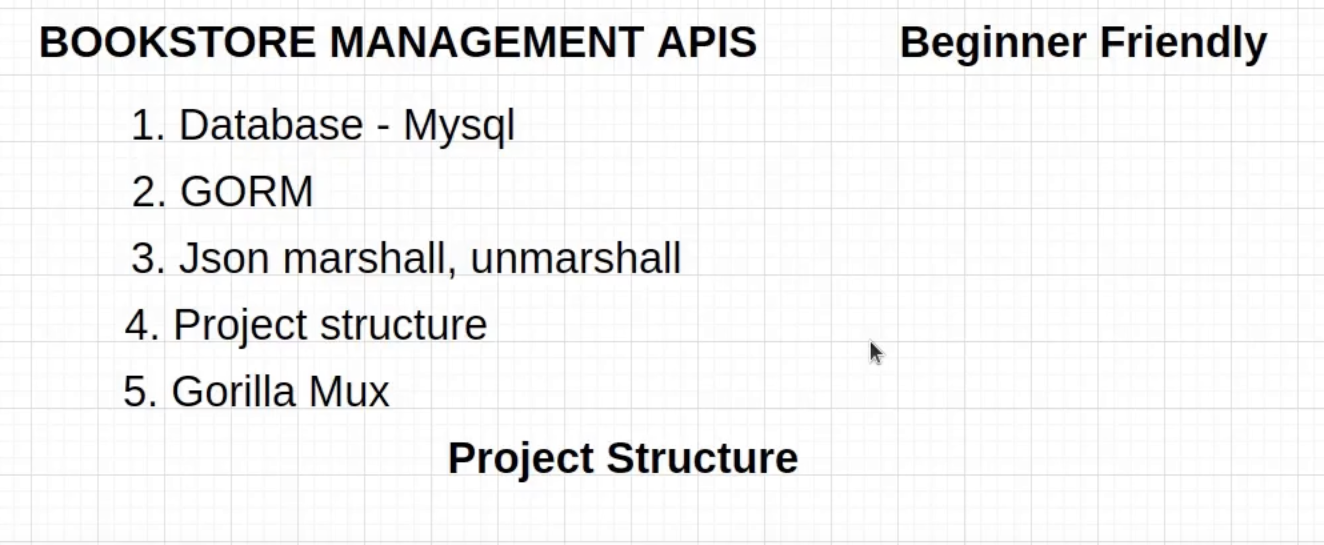 BOOKSTORE MANAGEMENT APIS Beginner Friendly
1. Database - Mysql
2. GORM
3. Json marshall, unmarshall
4. Project structure
5. Gorilla Mux
Project Structure